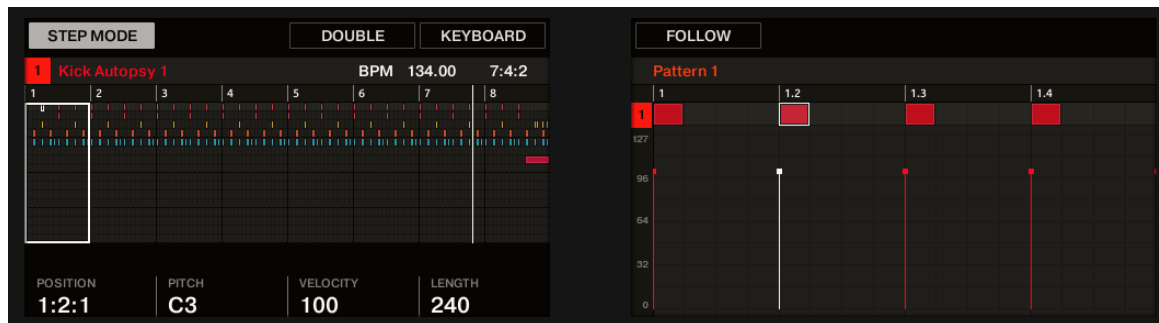 STEP MODE DOUBLE KEYBOARD
1 Kick Autopsy 1 BPM 134.00 7:4:2
1 2 3 4 5 6 7 8
POSITION PITCH VELOCITY LENGTH
1:2:1 C3 100 240
FOLLOW
Pattern 1
1 1.2 1.3 1.4
1
127
96
64
32
0